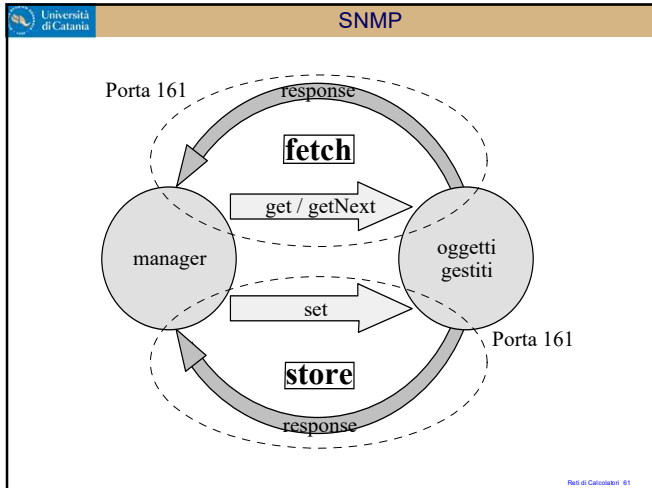 Università
di Catania
SNMP
Porta 161
response
fetch
get / getNext
manager
oggetti
gestiti
set
Porta 161
store
response
Reti di Calcolatori 61